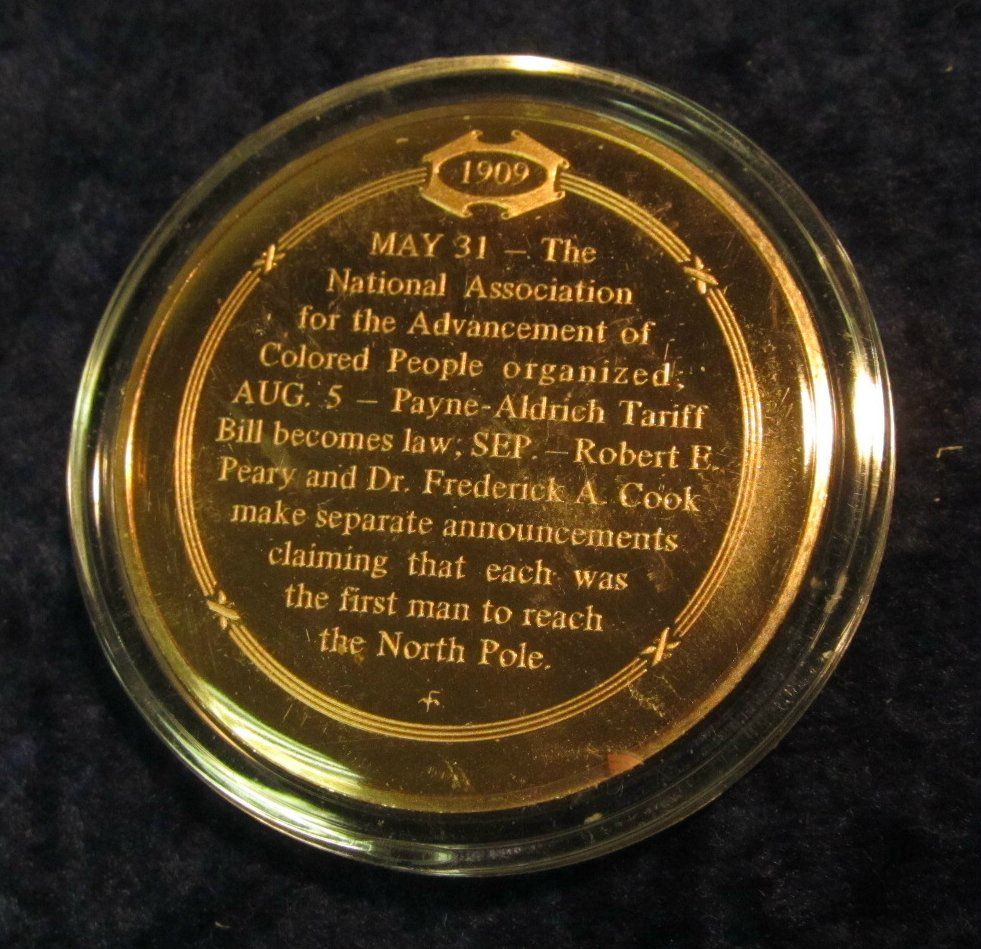 1909
MAY 31 – The
National Association
for the Advancement of
Colored People organized;
AUG. 5 – Payne-Aldrich Tariff
Bill becomes law; SEP. – Robert E.
Peary and Dr. Frederick A. Cook
make separate announcements
claiming that each was
the first man to reach
the North Pole.